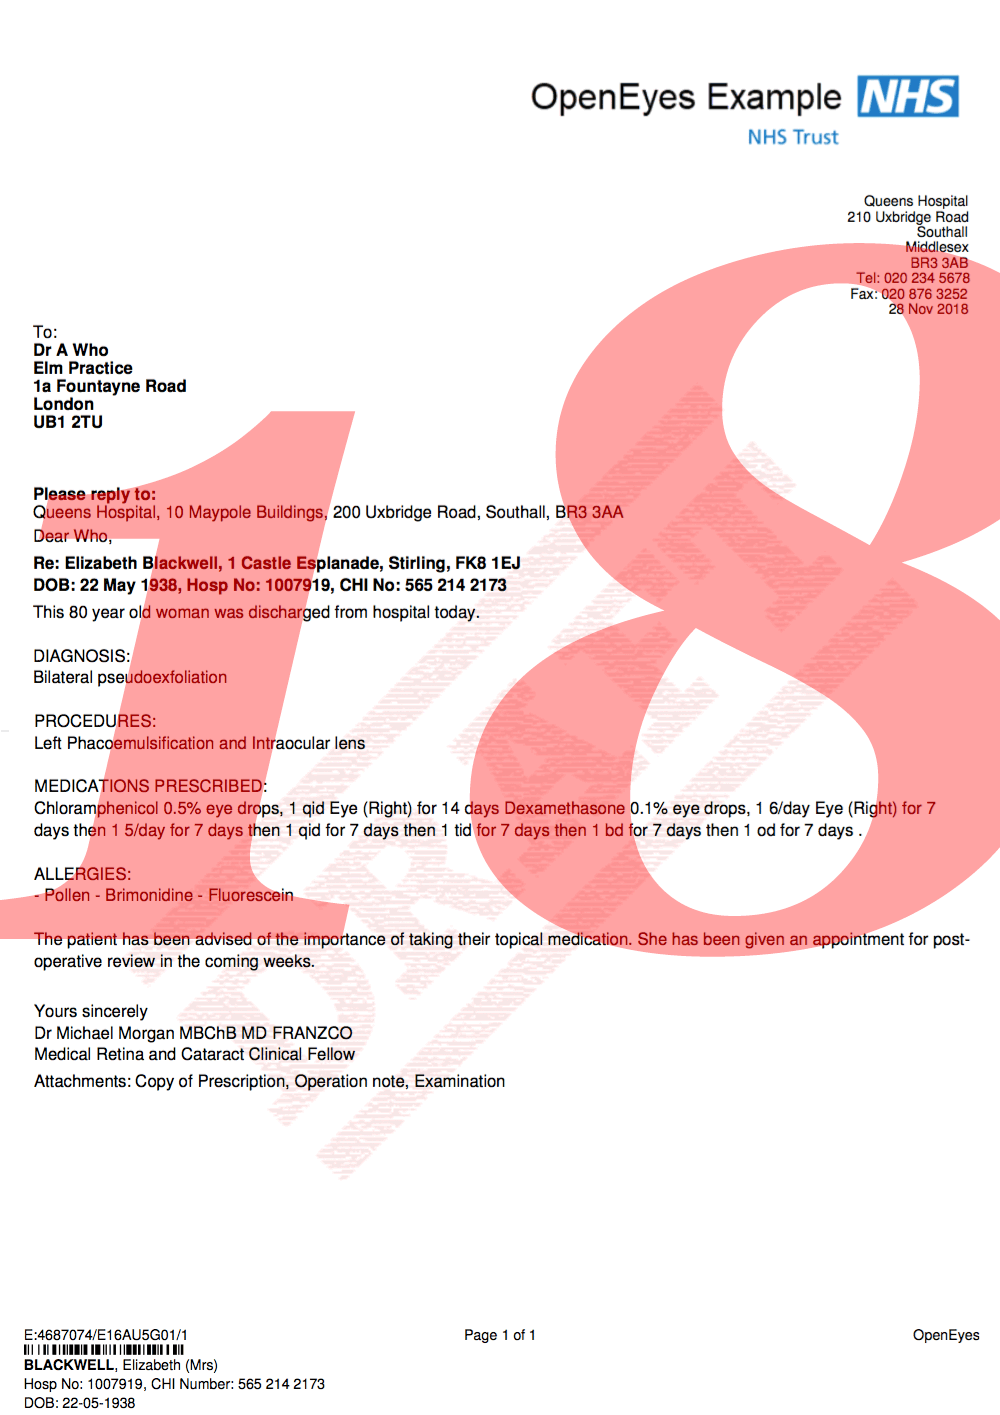 OpenEyes Example NHS
NHS Trust
Queens Hospital
210 Uxbridge Road
Southall
Middlesex
BR3 3AB
Tel: 020 234 5678
Fax: 020 876 3252
28 Nov 2018
To:
Dr A Who
Elm Practice
1a Fountayne Road
London
UB1 2TU
Please reply to:
Queens Hospital, 10 Maypole Buildings, 200 Uxbridge Road, Southall, BR3 3AA
Dear Who,
Re: Elizabeth Blackwell, 1 Castle Esplanade, Stirling, FK8 1EJ
DOB: 22 May 1938, Hosp No: 1007919, CHI No: 565 214 2173
This 80 year old woman was discharged from hospital today.
DIAGNOSIS:
Bilateral pseudoexfoliation
PROCEDURES:
Left Phacoemulsification and Intraocular lens
MEDICATIONS PRESCRIBED:
Chloramphenicol 0.5% eye drops, 1 qid Eye (Right) for 14 days Dexamethasone 0.1% eye drops, 1 6/day Eye (Right) for 7
days then 1 5/day for 7 days then 1 qid for 7 days then 1 tid for 7 days then 1 bd for 7 days then 1 od for 7 days .
ALLERGIES:
- Pollen - Brimonidine - Fluorescein
The patient has been advised of the importance of taking their topical medication. She has been given an appointment for post-
operative review in the coming weeks.
Yours sincerely
Dr Michael Morgan MBChB MD FRANZCO
Medical Retina and Cataract Clinical Fellow
Attachments: Copy of Prescription, Operation note, Examination
18
DRAFT
E:4687074/E16AU5G01/1
Page 1 of 1
OpenEyes
BLACKWELL, Elizabeth (Mrs)
Hosp No: 1007919, CHI Number: 565 214 2173
DOB: 22-05-1938